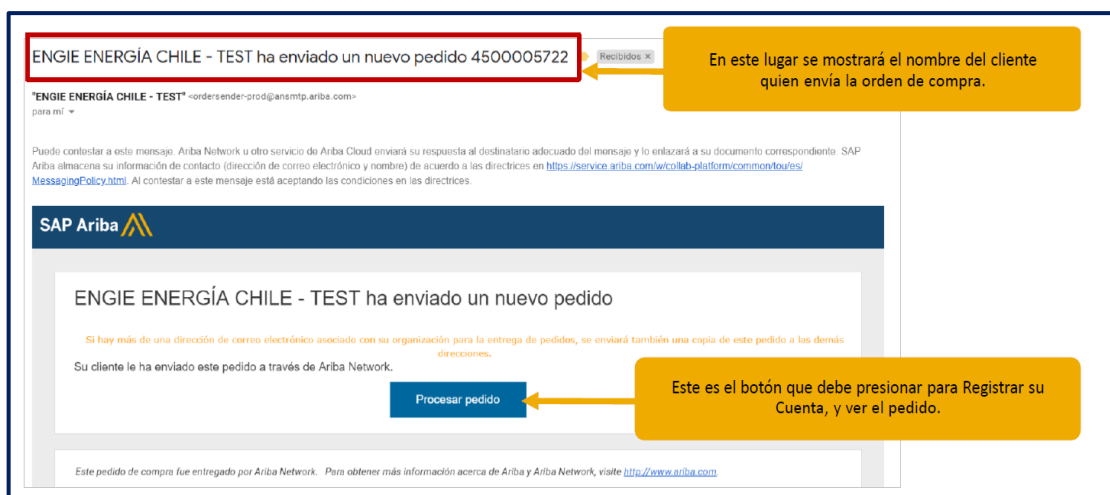 ENGIE ENERGÍA CHILE - TEST ha enviado un nuevo pedido 4500005722
Recibidos ×
En este lugar se mostrará el nombre del cliente
quien envía la orden de compra.
"ENGIE ENERGÍA CHILE - TEST" <ordersender-prod@ansmtp.ariba.com>
para mí
Puede contestar a este mensaje. Ariba Network u otro servicio de Ariba Cloud enviará su respuesta al destinatario adecuado del mensaje y lo enlazará a su documento correspondiente. SAP
Ariba almacena su información de contacto (dirección de correo electrónico y nombre) de acuerdo a las directrices en https://service.ariba.com/w/collab-platform/common/tou/es/
MessagingPolicy.html. Al contestar a este mensaje está aceptando las condiciones en las directrices.
SAP Ariba
ENGIE ENERGÍA CHILE - TEST ha enviado un nuevo pedido
Si hay más de una dirección de correo electrónico asociado con su organización para la entrega de pedidos, se enviará también una copia de este pedido a las demás
direcciones.
Su cliente le ha enviado este pedido a través de Ariba Network.
Procesar pedido
Este es el botón que debe presionar para Registrar su
Cuenta, y ver el pedido.
Este pedido de compra fue entregado por Ariba Network. Para obtener más información acerca de Ariba y Ariba Network, visite http://www.ariba.com.